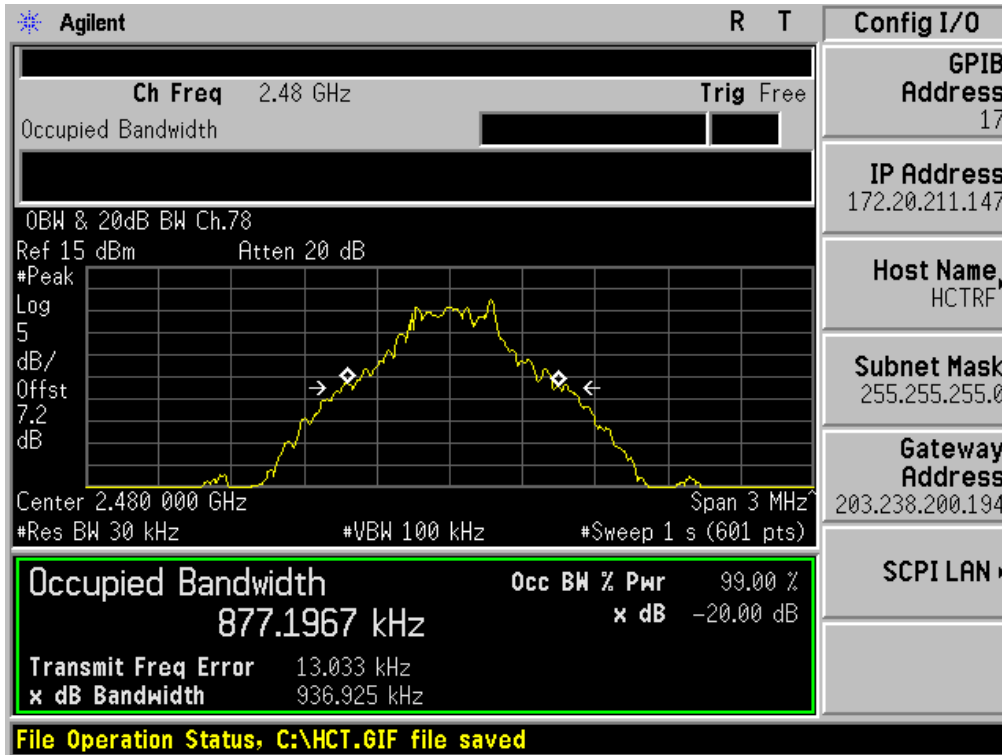 Agilent
R T
Ch Freq 2.48 GHz
Trig Free
Occupied Bandwidth
OBW & 20dB BW Ch.78
Ref 15 dBm
Atten 20 dB
#Peak
Log
5
dB/
Offst
7.2
dB
Center 2.480 000 GHz
Span 3 MHz^
#Res BW 30 kHz
#VBW 100 kHz
#Sweep 1 s (601 pts)
Occupied Bandwidth
877.1967 kHz
Occ BW % Pwr 99.00 %
x dB -20.00 dB
Transmit Freq Error 13.033 kHz
x dB Bandwidth 936.925 kHz
File Operation Status, C:\HCT.GIF file saved
Config I/O
GPIB
Address
17
IP Address
172.20.211.147
Host Name
HCTRF
Subnet Mask
255.255.255.0
Gateway
Address
203.238.200.194
SCPI LAN